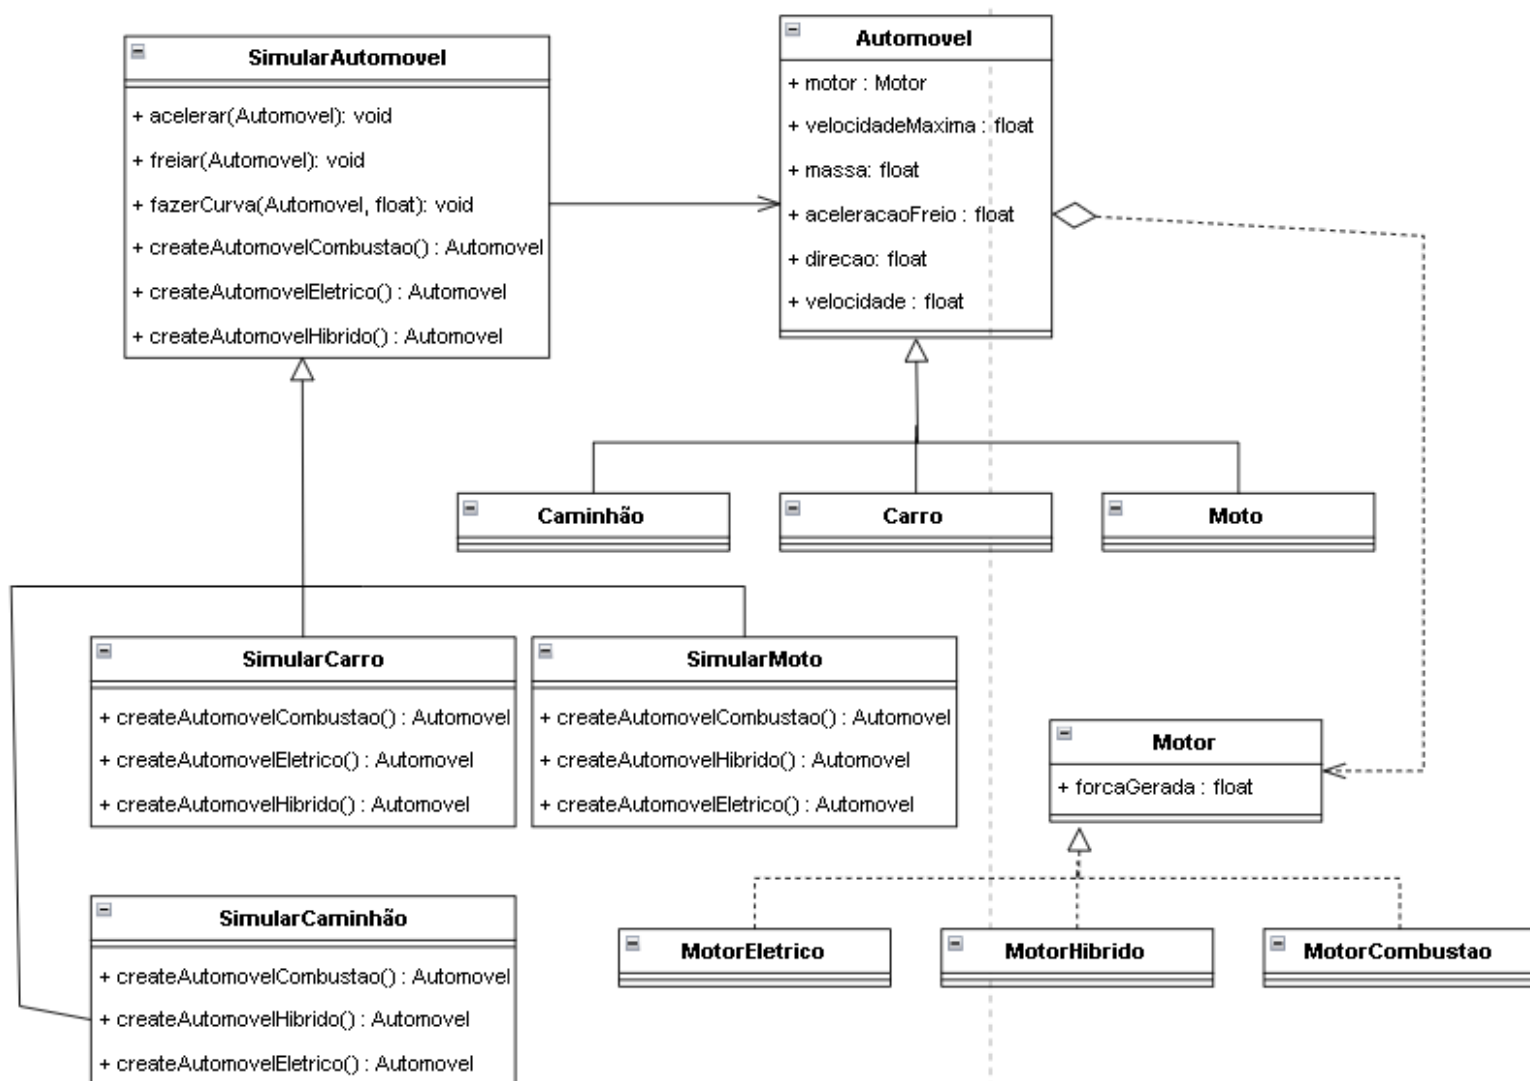 SimularAutomovel
+ acelerar(Automovel): void
+ freiar(Automovel): void
+ fazerCurva(Automovel, float): void
+ createAutomovelCombustao() : Automovel
+ createAutomovelEletrico() : Automovel
+ createAutomovelHibrido() : Automovel
Automovel
+ motor : Motor
+ velocidadeMaxima : float
+ massa: float
+ aceleracaoFreio : float
+ direcao: float
+ velocidade : float
Caminhão
Carro
Moto
SimularCarro
+ createAutomovelCombustao() : Automovel
+ createAutomovelEletrico() : Automovel
+ createAutomovelHibrido() : Automovel
SimularMoto
+ createAutomovelCombustao() : Automovel
+ createAutomovelHibrido() : Automovel
+ createAutomovelEletrico() : Automovel
Motor
+ forcaGerada : float
SimularCaminhão
+ createAutomovelCombustao() : Automovel
+ createAutomovelHibrido() : Automovel
+ createAutomovelEletrico() : Automovel
MotorEletrico
MotorHibrido
MotorCombustao